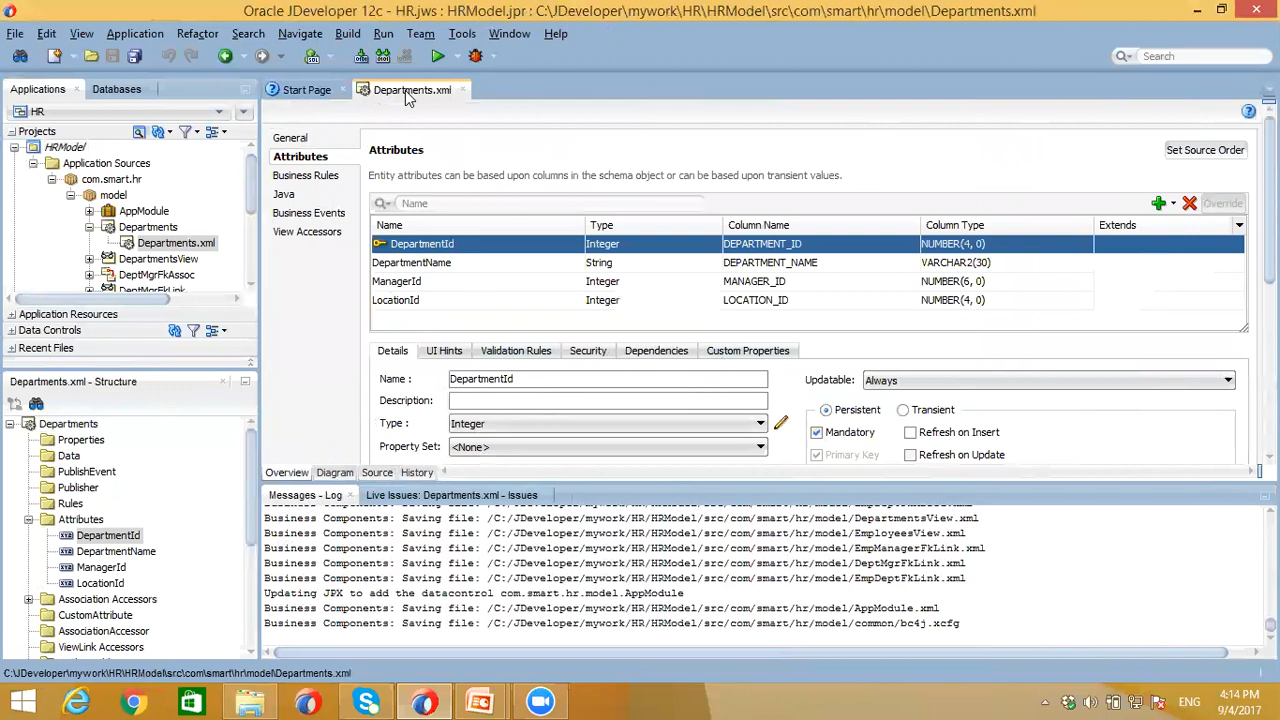 Oracle JDeveloper 12c - HR.jws : HRModel.jpr : C:\JDeveloper\mywork\HR\HRModel\src\com\smart\hr\model\Departments.xml
File Edit View Application Refactor Search Navigate Build Run Team Tools Window Help
Search
Applications Databases
Start Page Departments.xml
HR
Projects
HRModel
Application Sources
com.smart.hr
model
AppModule
Departments
Departments.xml
DepartmentsView
DeptMgrFkAssoc
Application Resources
Data Controls
Recent Files
Departments.xml - Structure
Departments
Properties
Data
PublishEvent
Publisher
Rules
Attributes
DepartmentId
DepartmentName
ManagerId
LocationId
Association Accessors
CustomAttribute
AssociationAccessor
ViewLink Accessors
General
Attributes
Business Rules
Java
Business Events
View Accessors
Attributes
Set Source Order
Entity attributes can be based upon columns in the schema object or can be based upon transient values.
Name
Override
Name Type Column Name Column Type Extends
DepartmentId Integer DEPARTMENT_ID NUMBER(4, 0)
DepartmentName String DEPARTMENT_NAME VARCHAR2(30)
ManagerId Integer MANAGER_ID NUMBER(6, 0)
LocationId Integer LOCATION_ID NUMBER(4, 0)
Details UI Hints Validation Rules Security Dependencies Custom Properties
Name : DepartmentId
Updatable: Always
Description:
Persistent Transient
Type : Integer
Mandatory Refresh on Insert
Property Set: <None>
Primary Key Refresh on Update
Overview Diagram Source History
Messages - Log Live Issues: Departments.xml - Issues
Business Components: Saving file: /C:/JDeveloper/mywork/HR/HRModel/src/com/smart/hr/model/DepartmentsView.xml
Business Components: Saving file: /C:/JDeveloper/mywork/HR/HRModel/src/com/smart/hr/model/EmployeesView.xml
Business Components: Saving file: /C:/JDeveloper/mywork/HR/HRModel/src/com/smart/hr/model/EmpManagerFkLink.xml
Business Components: Saving file: /C:/JDeveloper/mywork/HR/HRModel/src/com/smart/hr/model/DeptMgrFkLink.xml
Business Components: Saving file: /C:/JDeveloper/mywork/HR/HRModel/src/com/smart/hr/model/EmpDeptFkLink.xml
Updating JPX to add the datacontrol com.smart.hr.model.AppModule
Business Components: Saving file: /C:/JDeveloper/mywork/HR/HRModel/src/com/smart/hr/model/AppModule.xml
Business Components: Saving file: /C:/JDeveloper/mywork/HR/HRModel/src/com/smart/hr/model/common/bc4j.xcfg
C:\JDeveloper\mywork\HR\HRModel\src\com\smart\hr\model\Departments.xml
ENG
4:14 PM
9/4/2017